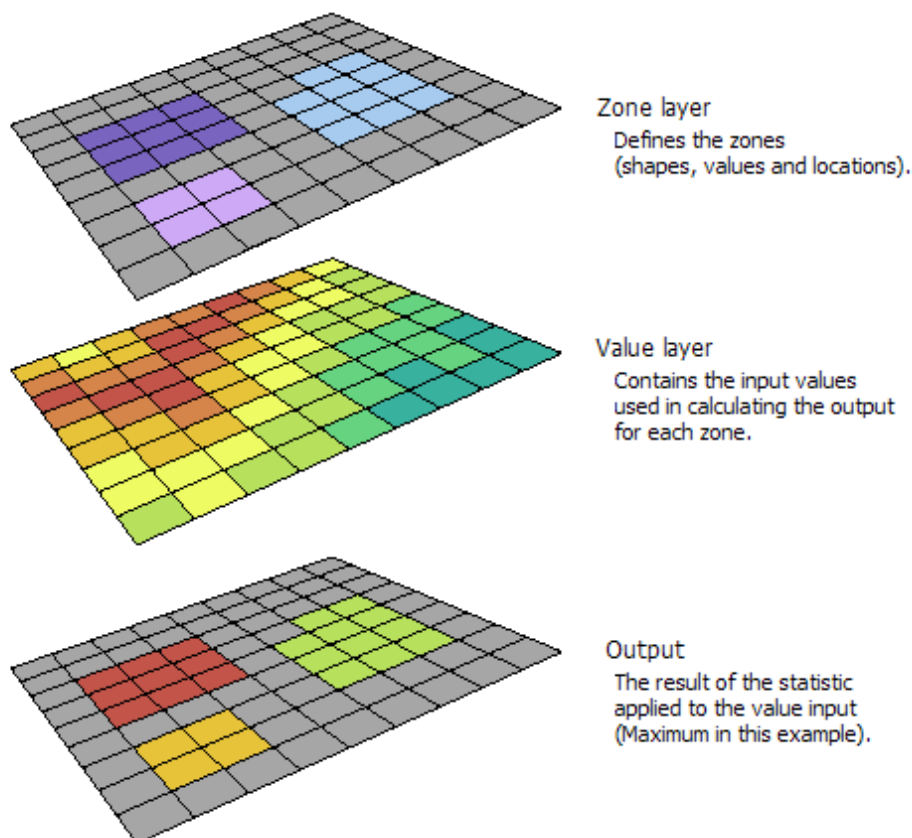 Zone layer
Defines the zones
(shapes, values and locations).
Value layer
Contains the input values
used in calculating the output
for each zone.
Output
The result of the statistic
applied to the value input
(Maximum in this example).